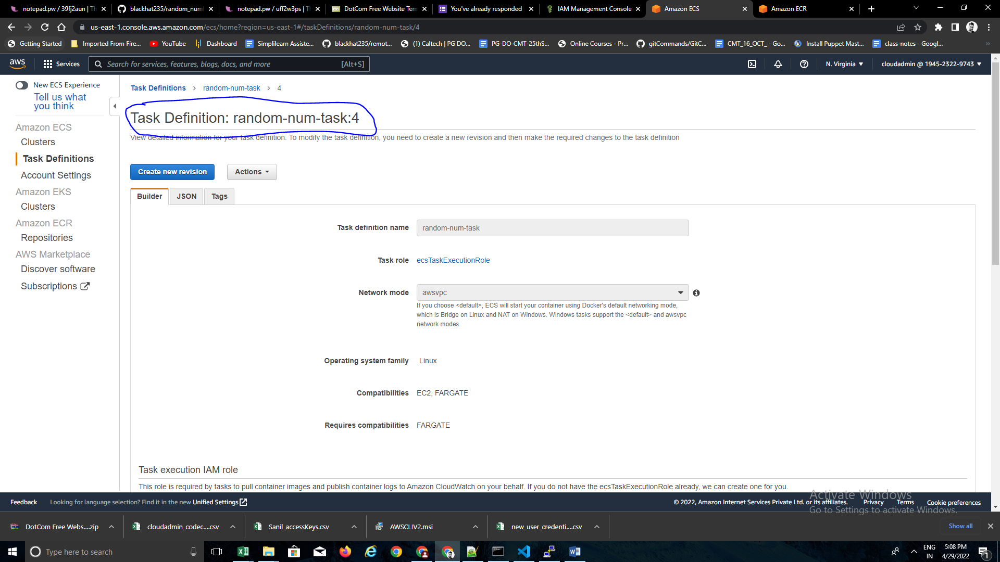 notepad.pw / 39fj2aun | Th
blackhat235/random_numl
notepad.pw / uff2w3ps | Th
DotCom Free Website Tem
You've already responded
IAM Management Console
Amazon ECS
Amazon ECR
us-east-1.console.aws.amazon.com/ecs/home?region=us-east-1#/taskDefinitions/random-num-task/4
Getting Started
Imported From Fire...
YouTube
Dashboard
Simplilearn Assiste...
blackhat235/remot...
(1) Caltech | PG DO...
PG-DO-CMT-25thS...
Online Courses - Pr...
gitCommands/GitC...
CMT_16_OCT_ - Go...
Install Puppet Mast...
class-notes - Googl...
aws
Services
Search for services, features, blogs, docs, and more
[Alt+S]
N. Virginia
cloudadmin @ 1945-2322-9743
New ECS Experience
Tell us what
you think
Amazon ECS
Clusters
Task Definitions
Account Settings
Amazon EKS
Clusters
Amazon ECR
Repositories
AWS Marketplace
Discover software
Subscriptions
Task Definitions > random-num-task > 4
Task Definition: random-num-task:4
View detailed information for your task definition. To modify the task definition, you need to create a new revision and then make the required changes to the task definition
Create new revision
Actions
Builder
JSON
Tags
Task definition name
random-num-task
Task role
ecsTaskExecutionRole
Network mode
awsvpc
If you choose <default>, ECS will start your container using Docker's default networking mode,
which is Bridge on Linux and NAT on Windows. Windows tasks support the <default> and awsvpc
network modes.
Operating system family
Linux
Compatibilities
EC2, FARGATE
Requires compatibilities
FARGATE
Task execution IAM role
This role is required by tasks to pull container images and publish container logs to Amazon CloudWatch on your behalf. If you do not have the ecsTaskExecutionRole already, we can create one for you.
Activate Windows
Go to Settings to activate Windows.
Feedback
Looking for language selection? Find it in the new Unified Settings
© 2022, Amazon Internet Services Private Ltd. or its affiliates.
Privacy
Terms
Cookie preferences
DotCom Free Webs....zip
cloudadmin_codec....csv
Sanil_accessKeys.csv
AWSCLIV2.msi
new_user_credenti....csv
Show all
Type here to search
ENG
IN
5:08 PM
4/29/2022
1